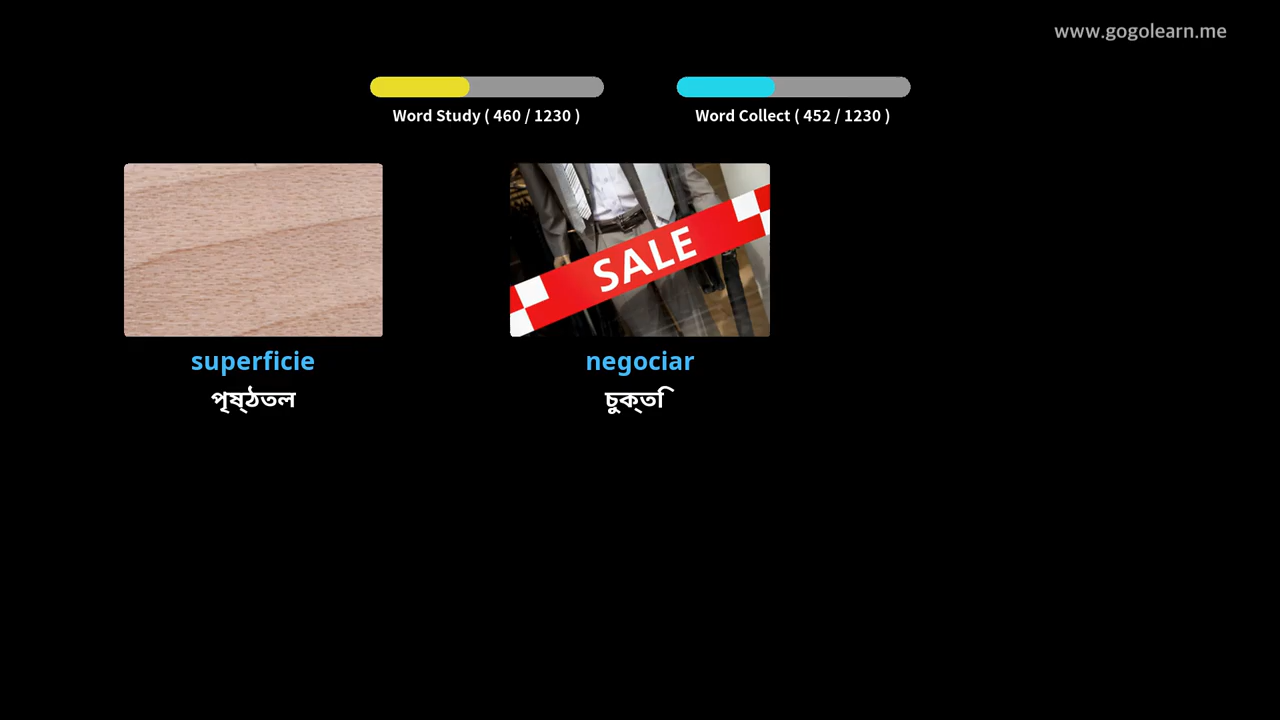 www.gogolearn.me
Word Study ( 460 / 1230 )
Word Collect ( 452 / 1230 )
SALE
superficie
negociar
পৃষ্ঠতল
চুক্তি